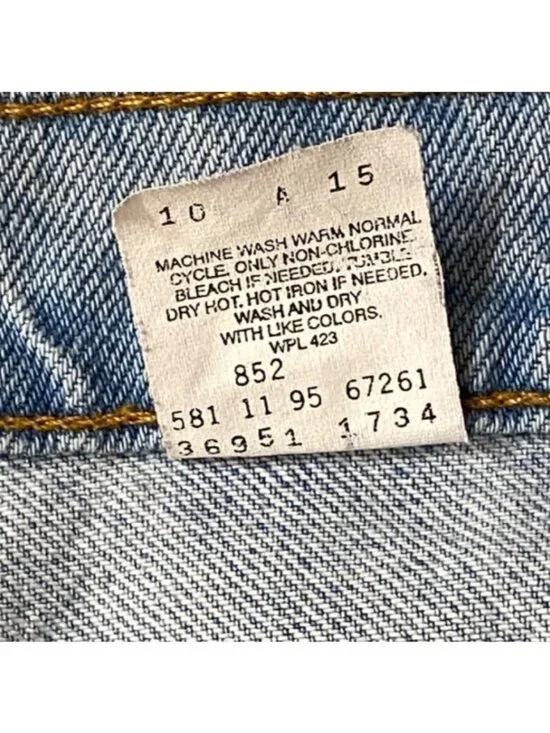 10 A 15
MACHINE WASH WARM NORMAL
CYCLE. ONLY NON-CHLORINE
BLEACH IF NEEDED. TUMBLE
DRY HOT. HOT IRON IF NEEDED.
WASH AND DRY
WITH LIKE COLORS.
WPL 423
852
581 11 95 67261
36951 1734